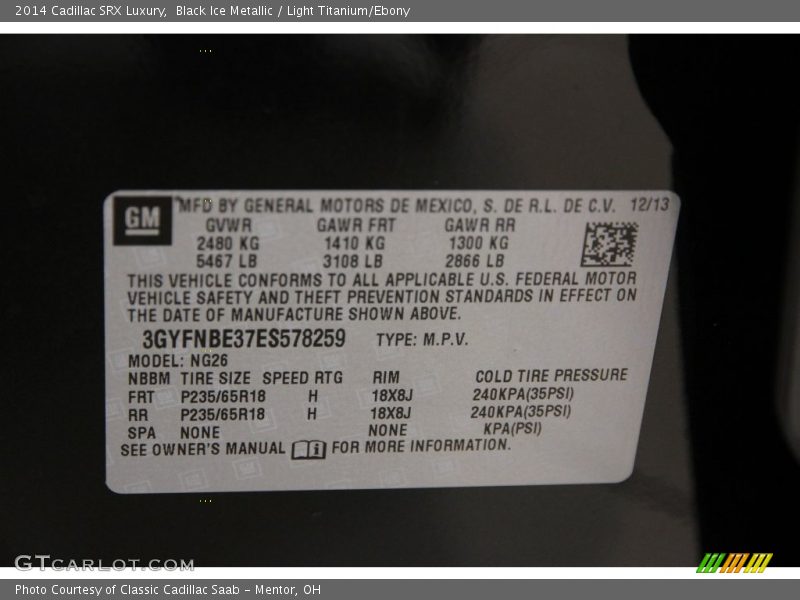 2014 Cadillac SRX Luxury, Black Ice Metallic / Light Titanium/Ebony
GM MFD BY GENERAL MOTORS DE MEXICO, S. DE R.L. DE C.V. 12/13
GVWR GAWR FRT GAWR RR
2480 KG 1410 KG 1300 KG
5467 LB 3108 LB 2866 LB
THIS VEHICLE CONFORMS TO ALL APPLICABLE U.S. FEDERAL MOTOR
VEHICLE SAFETY AND THEFT PREVENTION STANDARDS IN EFFECT ON
THE DATE OF MANUFACTURE SHOWN ABOVE.
3GYFNBE37ES578259 TYPE: M.P.V.
MODEL: NG26
NBBM TIRE SIZE SPEED RTG RIM COLD TIRE PRESSURE
FRT P235/65R18 H 18X8J 240KPA(35PSI)
RR P235/65R18 H 18X8J 240KPA(35PSI)
SPA NONE NONE KPA(PSI)
SEE OWNER'S MANUAL i FOR MORE INFORMATION.
GTCARLOT.COM
Photo Courtesy of Classic Cadillac Saab - Mentor, OH